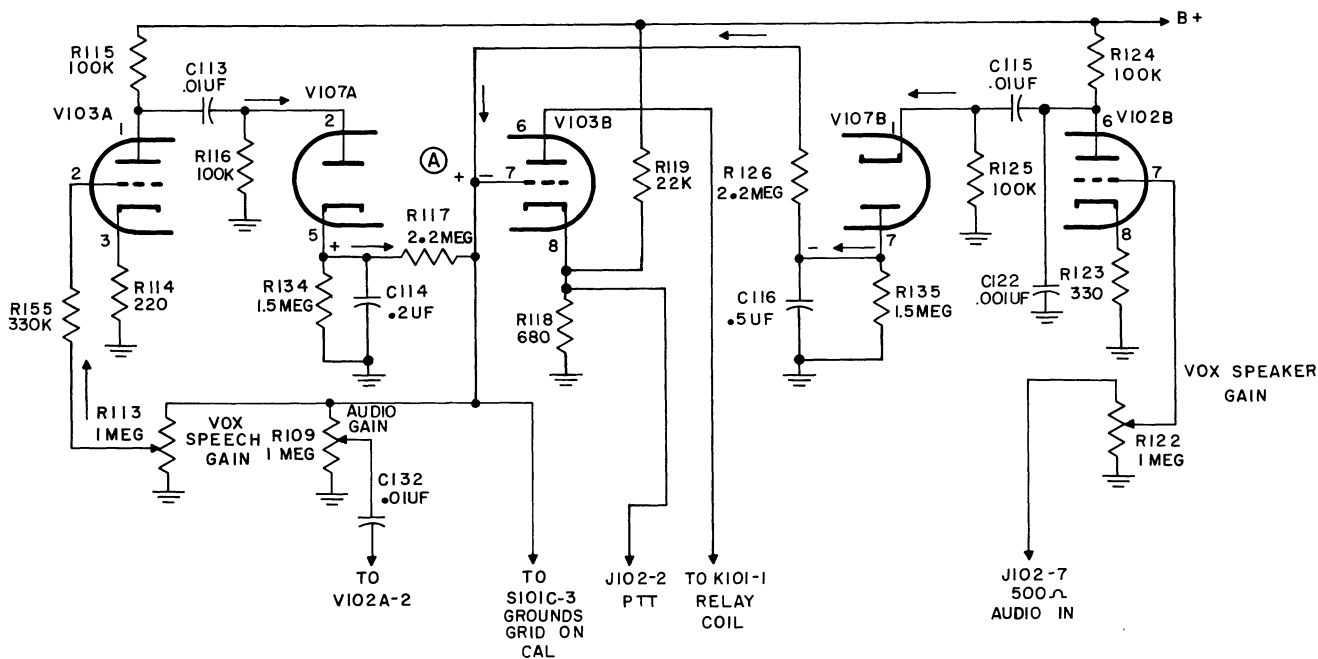 B+
R115
100K
C113
.01UF
V107A
V103A
1
2
3
R116
100K
2
5
+
R117
2.2MEG
R114
220
R155
330K
R134
1.5MEG
C114
.2UF
A
+
−
7
6
V103B
8
R119
22K
R118
680
R126
2.2MEG
V107B
1
7
−
C116
.5UF
R135
1.5MEG
C115
.01UF
R125
100K
R124
100K
6
V102B
7
8
C122
.001UF
R123
330
VOX SPEAKER
GAIN
R122
1 MEG
R113
1 MEG
VOX
SPEECH
GAIN
AUDIO
GAIN
R109
1 MEG
C132
.01UF
TO
V102A-2
TO
S101C-3
GROUNDS
GRID ON
CAL
J102-2
PTT
TO K101-1
RELAY
COIL
J102-7
500Ω
AUDIO IN